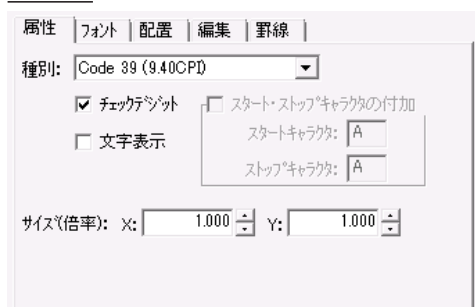 属性 ﾌｫﾝﾄ 配置 編集 罫線
種別: Code 39 (9.40CPI)
ﾁｪｯｸﾃﾞｼﾞｯﾄ ｽﾀｰﾄ・ｽﾄｯﾌﾟｷｬﾗｸﾀの付加
文字表示 ｽﾀｰﾄｷｬﾗｸﾀ: A
ｽﾄｯﾌﾟｷｬﾗｸﾀ: A
ｻｲｽﾞ(倍率): X: 1.000 Y: 1.000